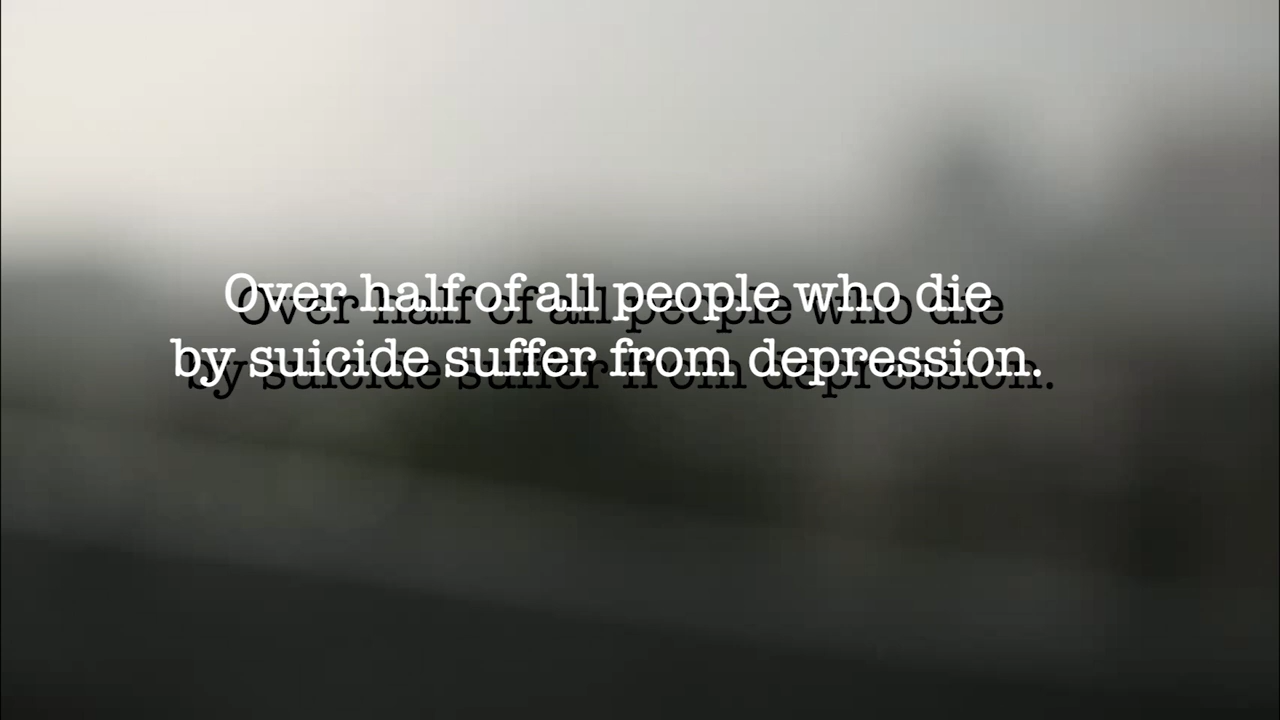 Over half of all people who die
by suicide suffer from depression.